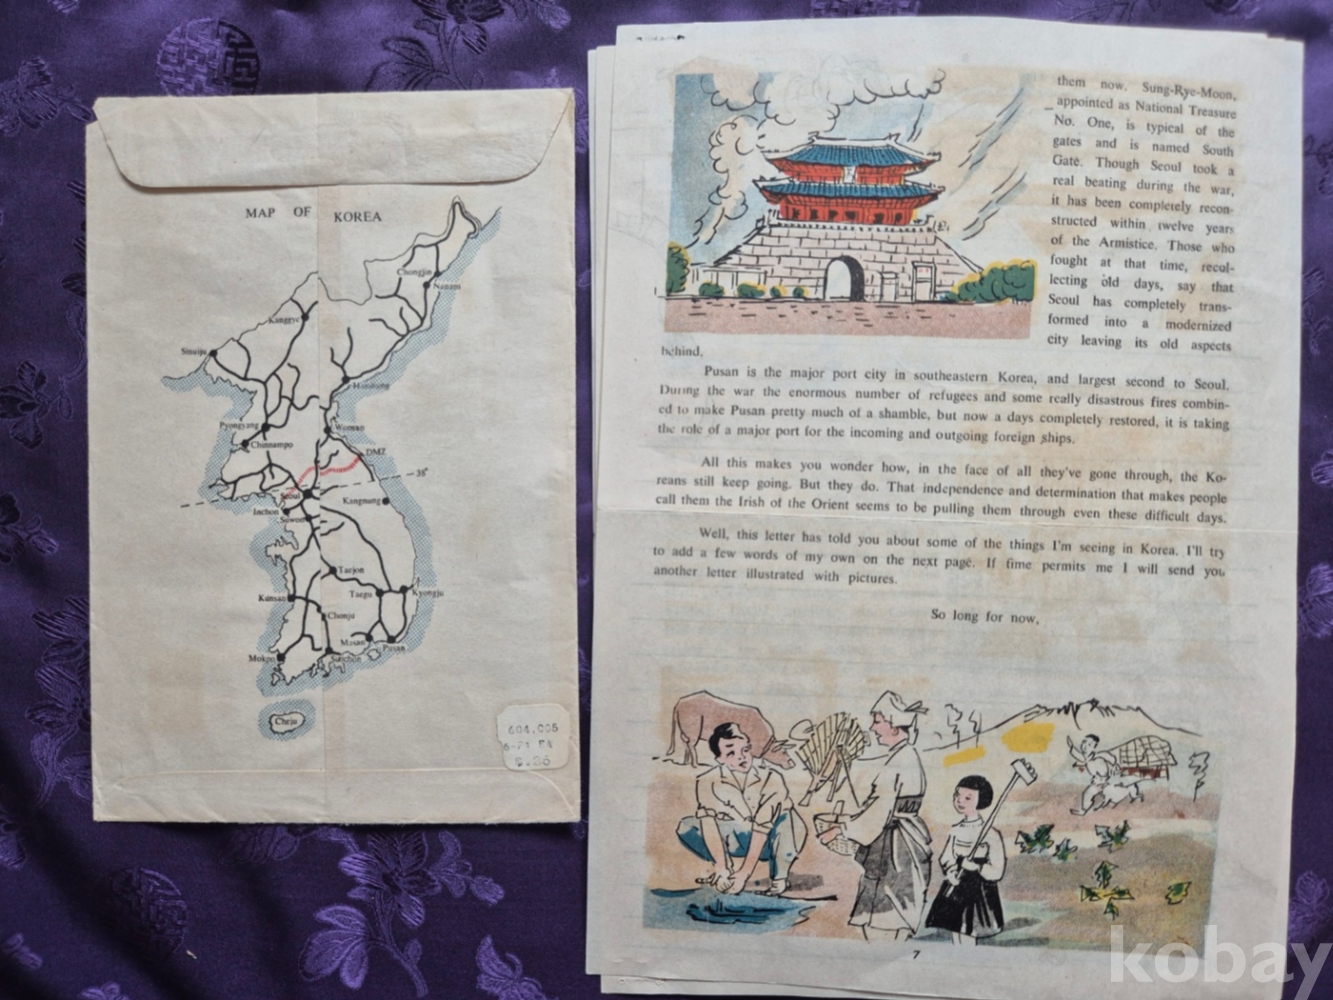 MAP OF KOREA
Chongjin
Nanam
Kanggye
Sinuiju
Hamhung
Pyongyang
Wonsan
Chinnampo
DMZ
38°
Seoul
Kangnung
Inchon
Suwon
Taejon
Taegu
Kyongju
Kunsan
Chonju
Masan
Pusan
Mokpo
Sunchon
Cheju
604.005
6-71
them now. Sung-Rye-Moon,
appointed as National Treasure
No. One, is typical of the
gates and is named South
Gate. Though Seoul took a
real beating during the war,
it has been completely recon-
structed within twelve years
of the Armistice. Those who
fought at that time, recol-
lecting old days, say that
Seoul has completely trans-
formed into a modernized
city leaving its old aspects
behind.
Pusan is the major port city in southeastern Korea, and largest second to Seoul.
During the war the enormous number of refugees and some really disastrous fires combin-
ed to make Pusan pretty much of a shamble, but now a days completely restored, it is taking
the role of a major port for the incoming and outgoing foreign ships.
All this makes you wonder how, in the face of all they've gone through, the Ko-
reans still keep going. But they do. That independence and determination that makes people
call them the Irish of the Orient seems to be pulling them through even these difficult days.
Well, this letter has told you about some of the things I'm seeing in Korea. I'll try
to add a few words of my own on the next page. If time permits me I will send you
another letter illustrated with pictures.
So long for now,
7
kobay